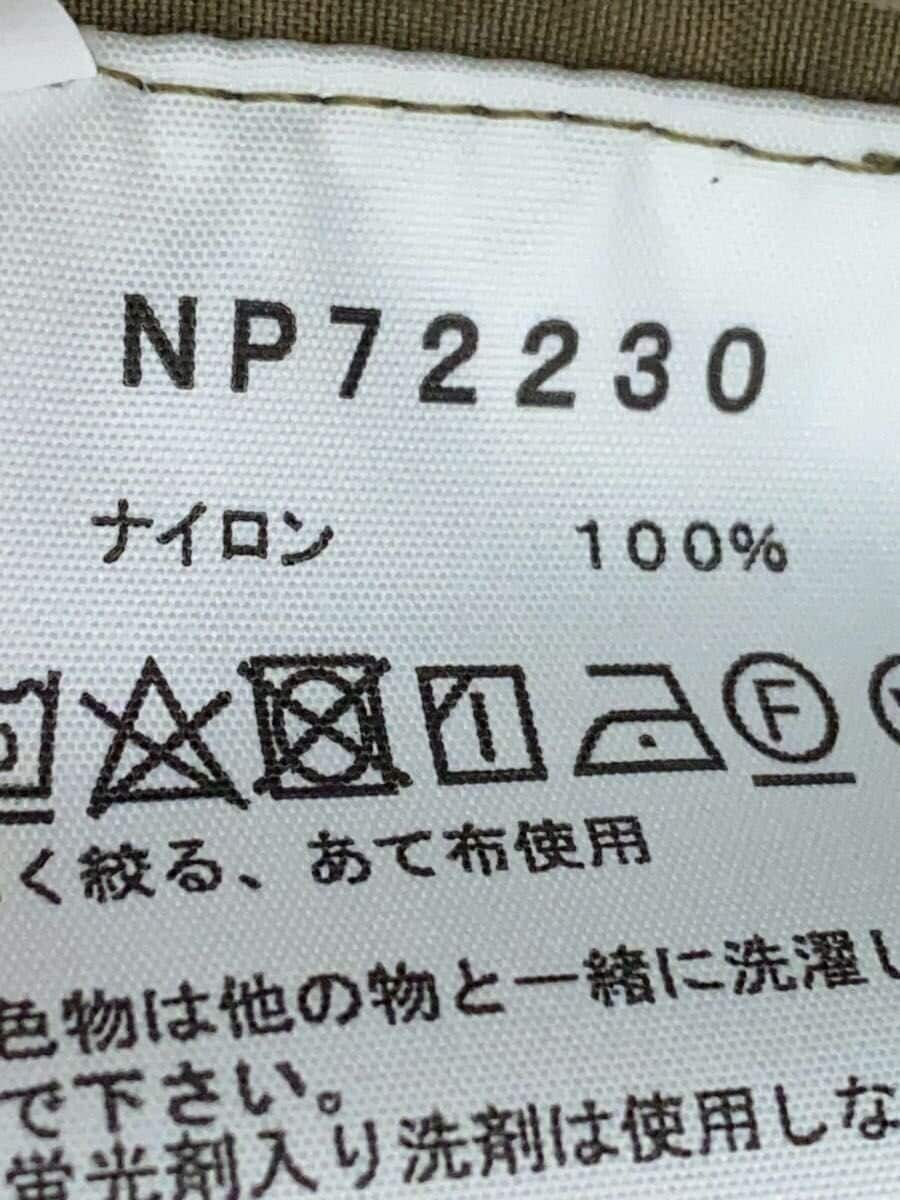 NP72230
ナイロン 100%
F
く絞る、あて布使用
色物は他の物と一緒に洗濯し
で下さい。
蛍光剤入り洗剤は使用しな